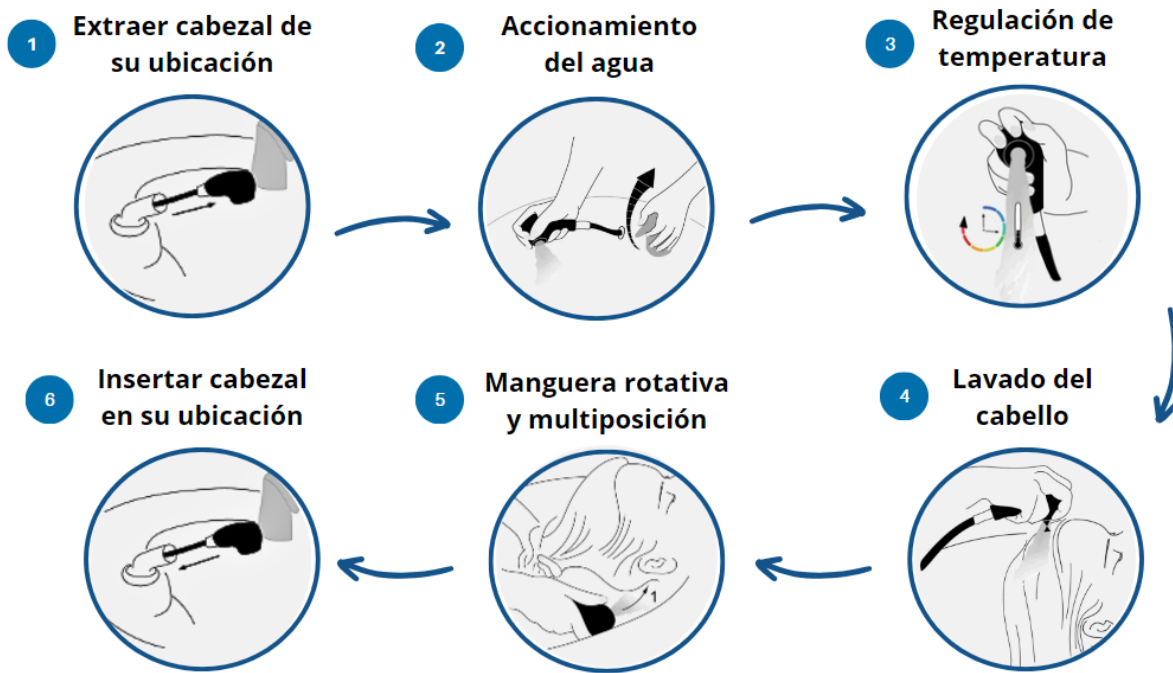 1
Extraer cabezal de
su ubicación
2
Accionamiento
del agua
3
Regulación de
temperatura
4
Lavado del
cabello
5
Manguera rotativa
y multiposición
1
6
Insertar cabezal
en su ubicación